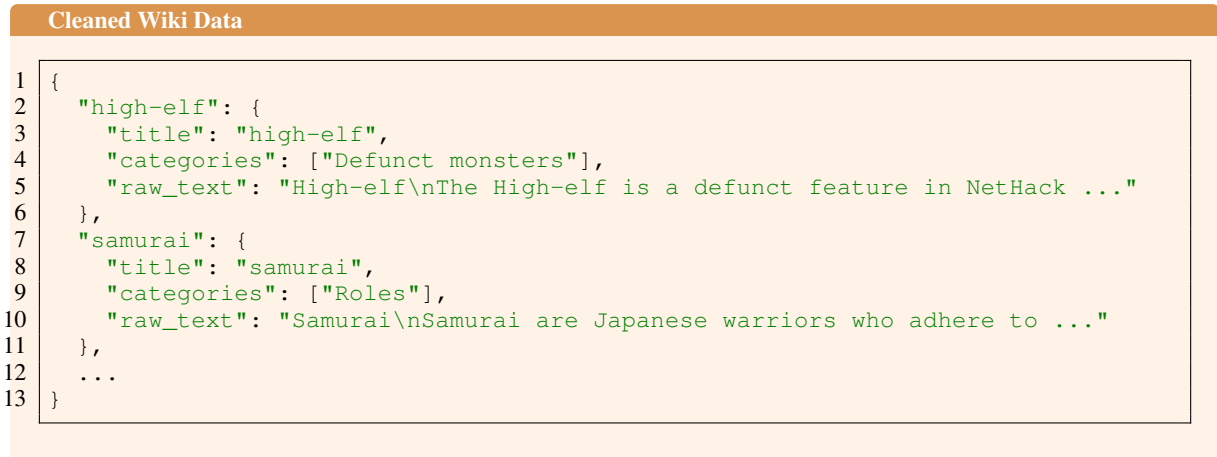 Cleaned Wiki Data
1 {
2   "high-elf": {
3     "title": "high-elf",
4     "categories": ["Defunct monsters"],
5     "raw_text": "High-elf\nThe High-elf is a defunct feature in NetHack ..."
6   },
7   "samurai": {
8     "title": "samurai",
9     "categories": ["Roles"],
10     "raw_text": "Samurai\nSamurai are Japanese warriors who adhere to ..."
11   },
12   ...
13 }